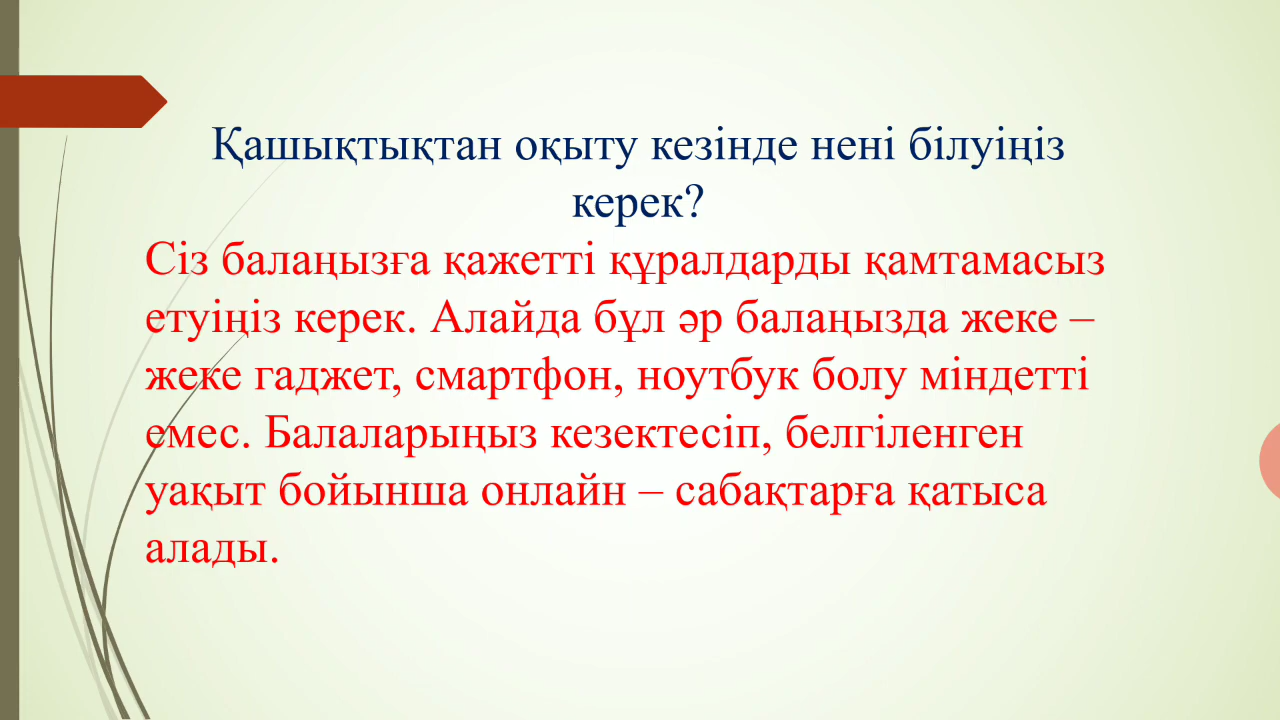 Қашықтықтан оқыту кезінде нені білуіңіз
керек?
Сіз балаңызға қажетті құралдарды қамтамасыз
етуіңіз керек. Алайда бұл әр балаңызда жеке –
жеке гаджет, смартфон, ноутбук болу міндетті
емес. Балаларыңыз кезектесіп, белгіленген
уақыт бойынша онлайн – сабақтарға қатыса
алады.